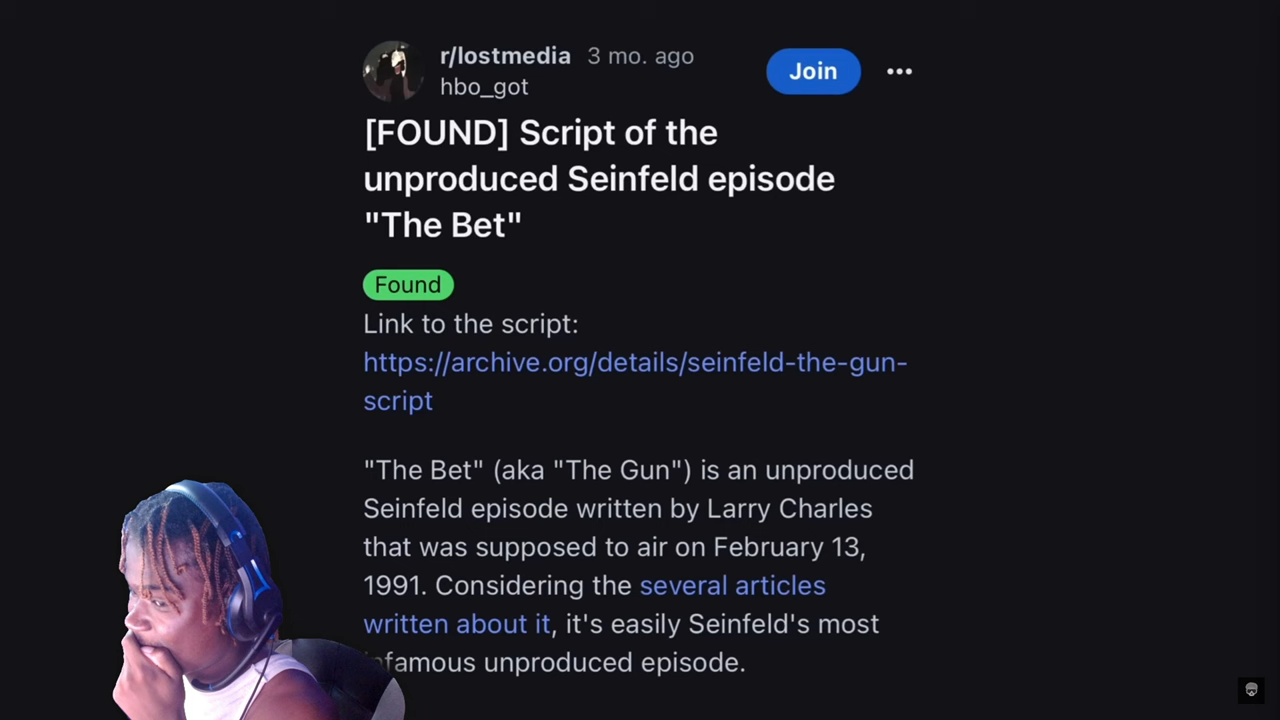 r/lostmedia 3 mo. ago
hbo_got
Join
[FOUND] Script of the
unproduced Seinfeld episode
"The Bet"
Found
Link to the script:
https://archive.org/details/seinfeld-the-gun-
script
"The Bet" (aka "The Gun") is an unproduced
Seinfeld episode written by Larry Charles
that was supposed to air on February 13,
1991. Considering the several articles
written about it, it's easily Seinfeld's most
infamous unproduced episode.